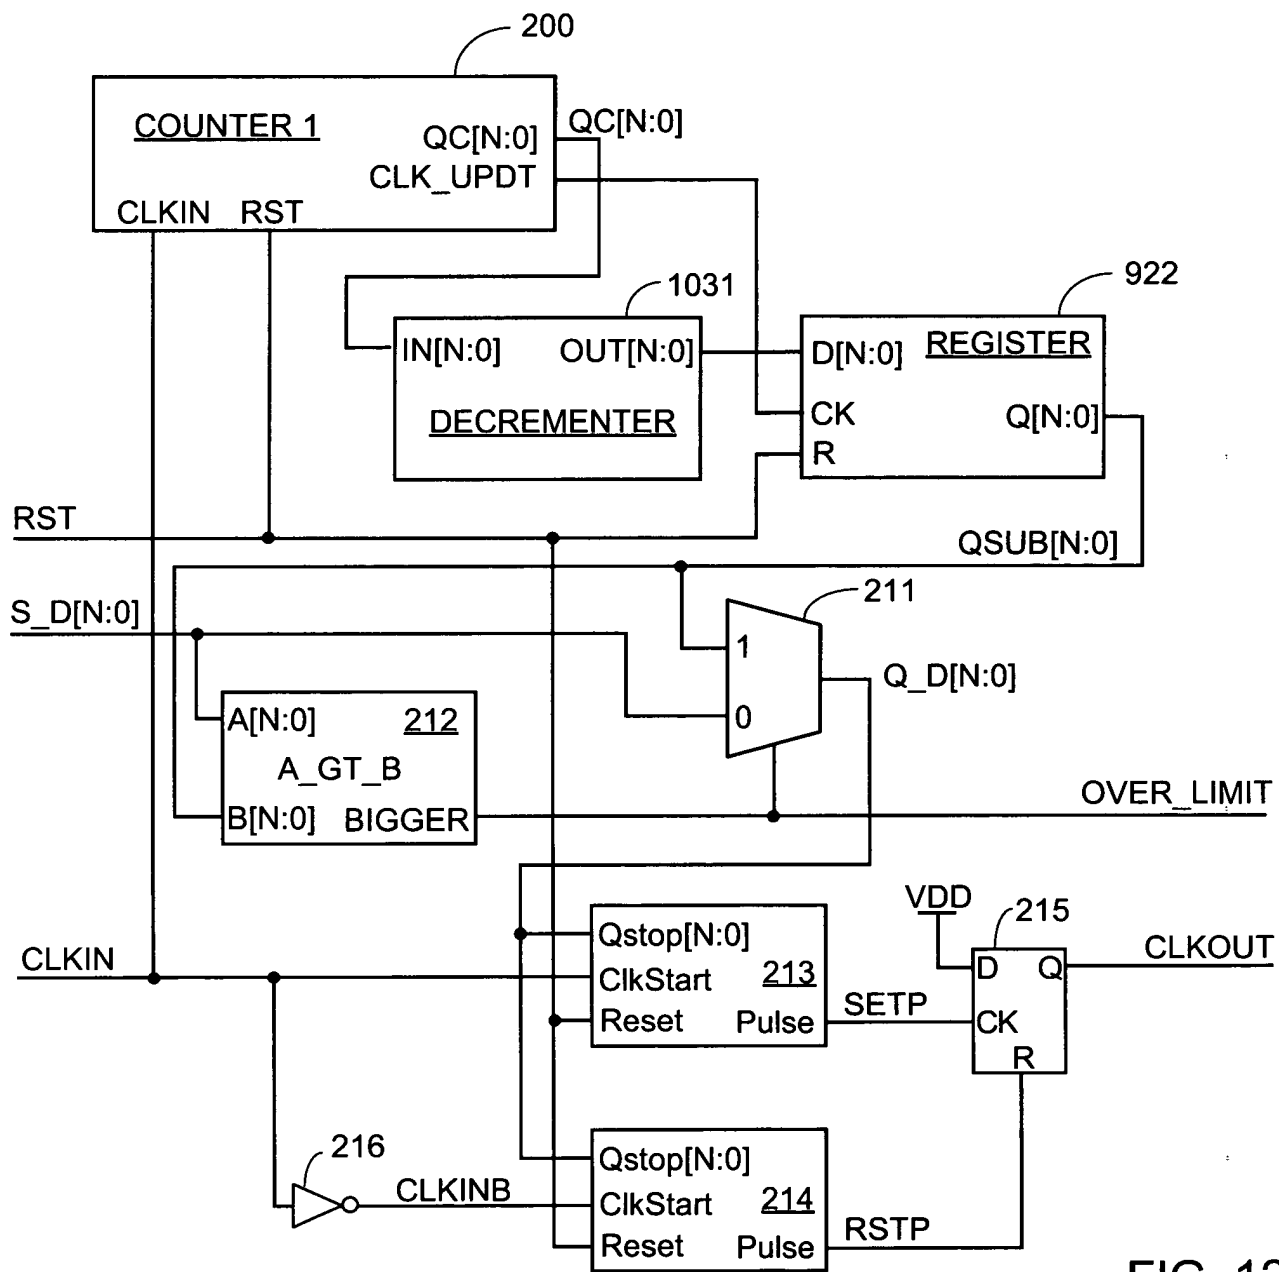 200
COUNTER 1
QC[N:0]
QC[N:0]
CLK_UPDT
CLKIN RST
1031
922
IN[N:0] OUT[N:0]
DECREMENTER
D[N:0] REGISTER
CK
Q[N:0]
R
RST
QSUB[N:0]
S_D[N:0]
211
1
0
Q_D[N:0]
A[N:0] 212
A_GT_B
B[N:0] BIGGER
OVER_LIMIT
VDD
215
CLKIN
Qstop[N:0]
ClkStart 213
Reset Pulse
SETP
D Q
CK
R
CLKOUT
216
CLKINB
Qstop[N:0]
ClkStart 214
Reset Pulse
RSTP